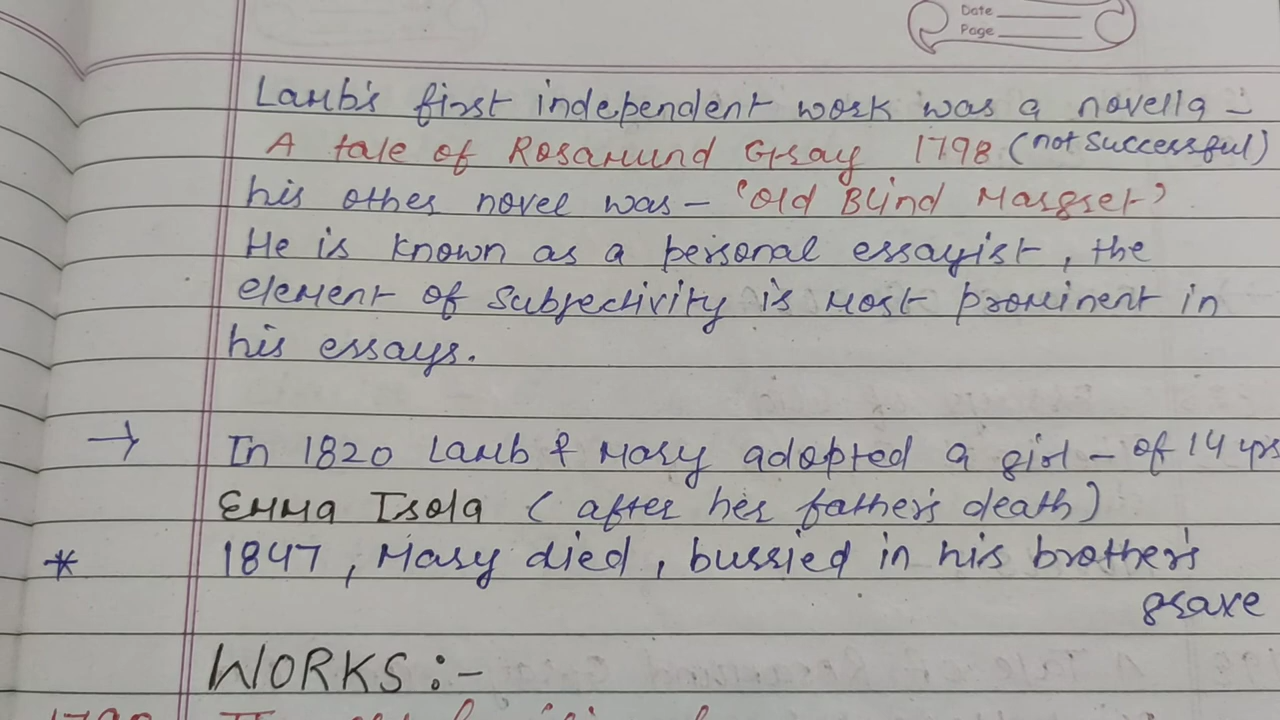 Date
Page
Lamb's first independent work was a novella -
A tale of Rosamund Gray 1798 (not Successful)
his other novel was - 'Old Blind Margret'
He is known as a personal essayist, the
element of subjectivity is most prominent in
his essays.
→ In 1820 Lamb & Mary adopted a girl - of 14 yrs
Emma Isola (after her father's death)
* 1847, Mary died, burried in his brother's
grave
WORKS :-